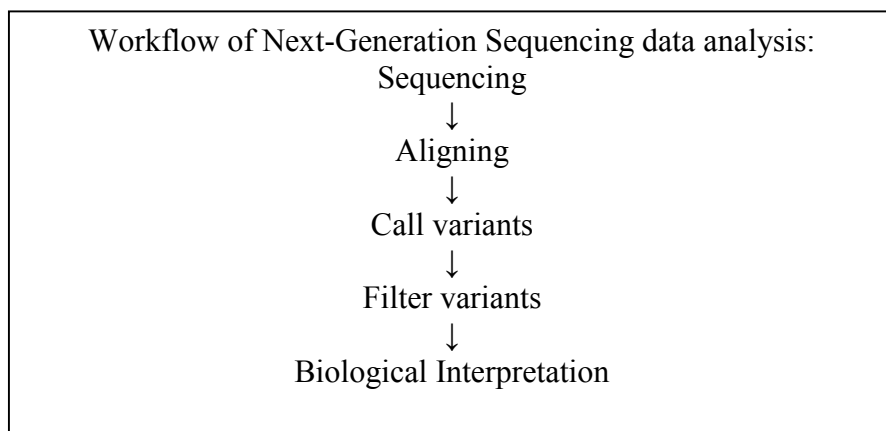 Workflow of Next-Generation Sequencing data analysis:
Sequencing
↓
Aligning
↓
Call variants
↓
Filter variants
↓
Biological Interpretation